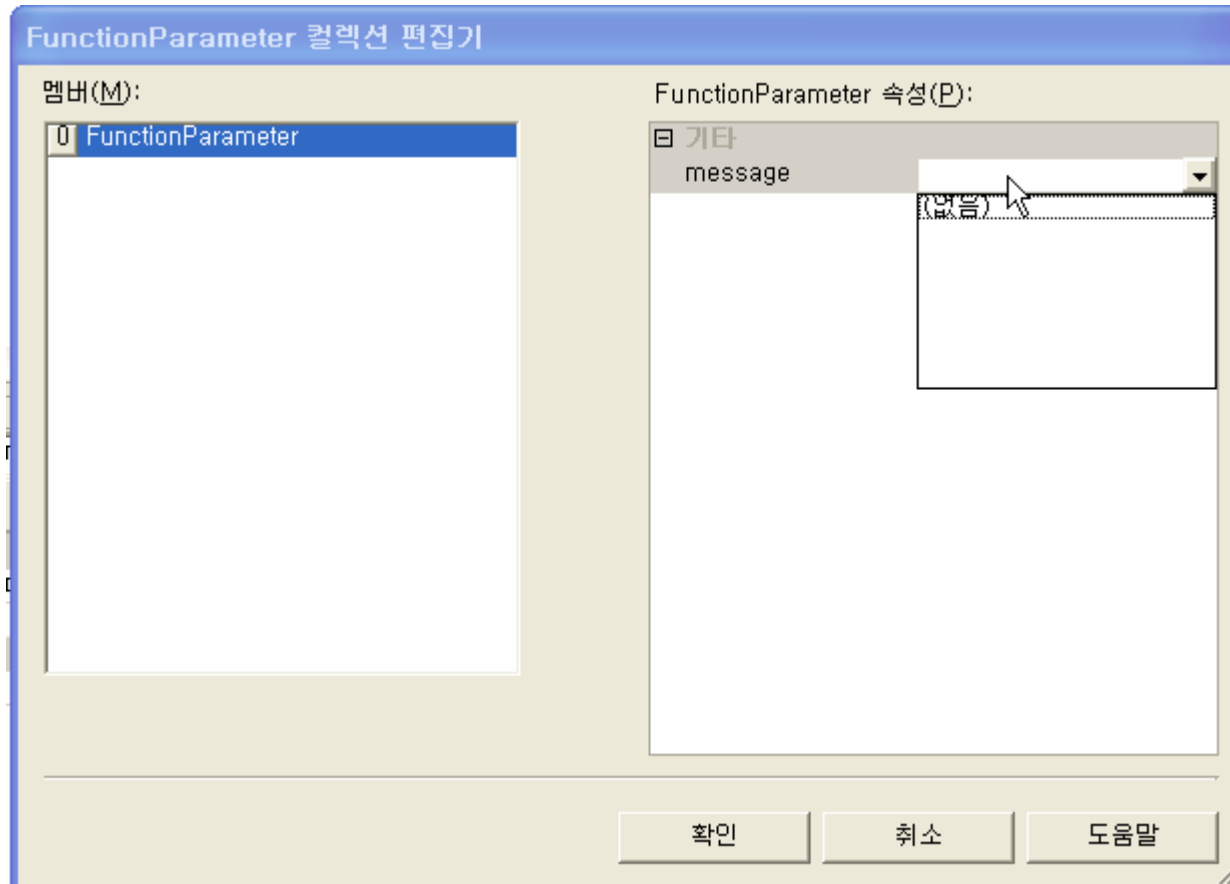 FunctionParameter 컬렉션 편집기
멤버(M):
0 FunctionParameter
FunctionParameter 속성(P):
기타
message
(없음)
확인
취소
도움말